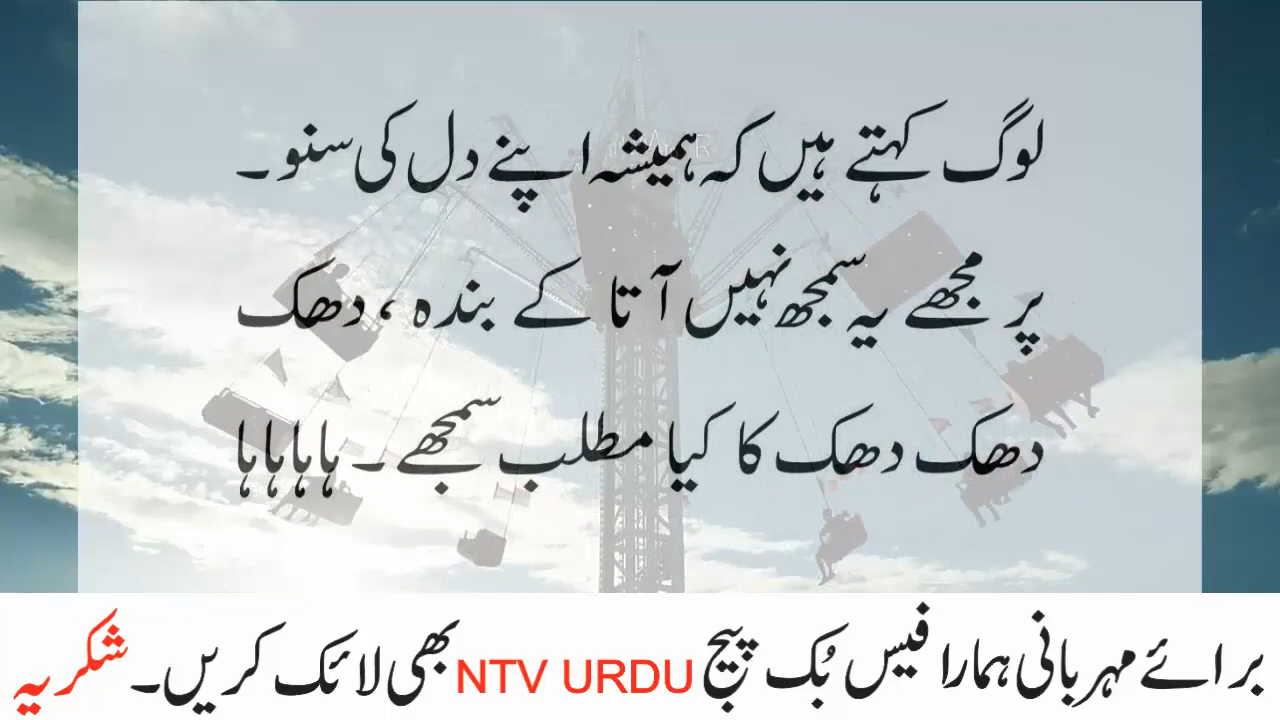 لوگ کہتے ہیں کہ ہمیشہ اپنے دل کی سنو۔
پر مجھے یہ سمجھ نہیں آتا کے بندہ ، دھک
دھک دھک کا کیا مطلب سمجھے۔ ہاہاہاہا
برائے مہربانی ہمارا فیس بُک پیج NTV URDU بھی لائک کریں۔ شکریہ